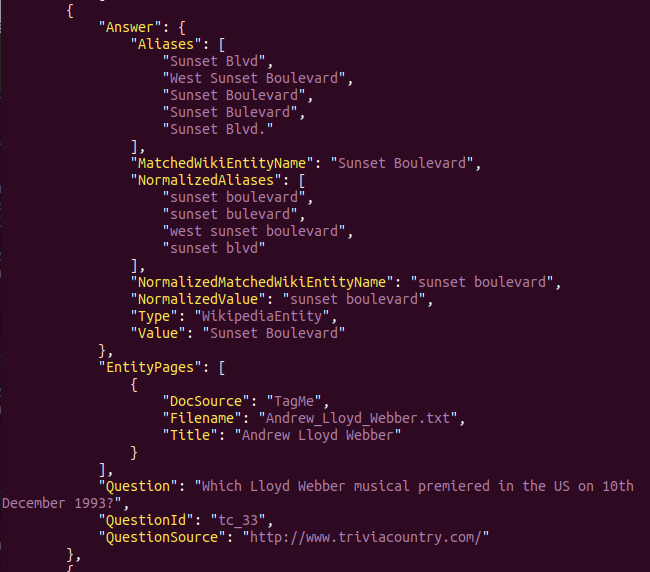 {
"Answer": {
"Aliases": [
"Sunset Blvd",
"West Sunset Boulevard",
"Sunset Boulevard",
"Sunset Bulevard",
"Sunset Blvd."
],
"MatchedWikiEntityName": "Sunset Boulevard",
"NormalizedAliases": [
"sunset boulevard",
"sunset bulevard",
"west sunset boulevard",
"sunset blvd"
],
"NormalizedMatchedWikiEntityName": "sunset boulevard",
"NormalizedValue": "sunset boulevard",
"Type": "WikipediaEntity",
"Value": "Sunset Boulevard"
},
"EntityPages": [
{
"DocSource": "TagMe",
"Filename": "Andrew_Lloyd_Webber.txt",
"Title": "Andrew Lloyd Webber"
}
],
"Question": "Which Lloyd Webber musical premiered in the US on 10th
December 1993?",
"QuestionId": "tc_33",
"QuestionSource": "http://www.triviacountry.com/"
},
{